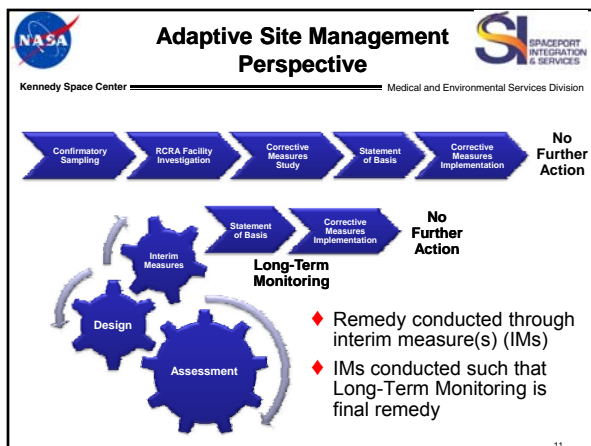 NASA
Adaptive Site Management
Perspective
SI SPACEPORT
INTEGRATION
& SERVICES
Kennedy Space Center
Medical and Environmental Services Division
Confirmatory
Sampling
RCRA Facility
Investigation
Corrective
Measures
Study
Statement
of Basis
Corrective
Measures
Implementation
No
Further
Action
Interim
Measures
Design
Assessment
Statement
of Basis
Corrective
Measures
Implementation
No
Further
Action
Long-Term
Monitoring
♦ Remedy conducted through
interim measure(s) (IMs)
♦ IMs conducted such that
Long-Term Monitoring is
final remedy
11